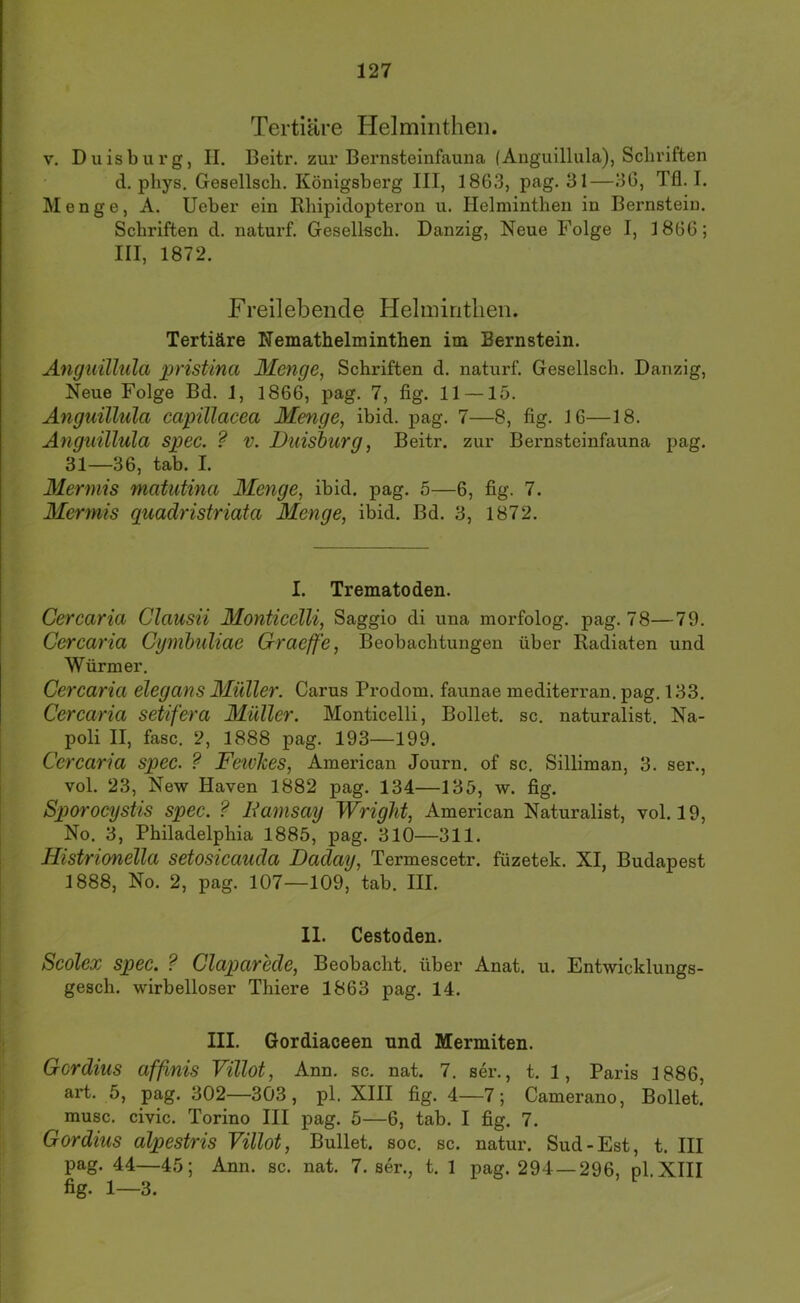 127
Tertiäre Helminthen.
v. Duisburg, II. Beitr. zur Bernsteinfauna (Anguillula), Schriften
d. phys. Gesellsch. Königsberg III, 1863, pag. 31—36, Tfl. I.
Menge, A. Ueber ein Rhipidopteron u. Helminthen in Bernstein.
Schriften d. naturf. Gesellsch. Danzig, Neue Folge I, 1866;
III, 1872.
Freilebende Helminthen.
Tertiäre Nemathelminthen im Bernstein.
Anguillula pristina Menge, Schriften d. naturf. Gesellsch. Danzig,
Neue Folge Bd. 1, 1866, pag. 7, fig. 11—15.
Anguillula capillacea Menge, ibid. pag. 7—8, fig. 16—18.
Anguillula spec. ? v. Duisburg, Beitr. zur Bernsteinfauna pag.
31—36, tab. I.
Mermis matutina Menge, ibid. pag. 5—6, fig. 7.
Mermis quadristriata Menge, ibid. Bd. 3, 1872.
I. Trematoden.
Cercaria Clausii Monticelli, Saggio di una morfolog. pag. 78—79.
Cercaria Cymbuliae Graeffe, Beobachtungen über Radiaten und
Würmer.
Cercaria elegans Müller. Carus Prodom. faunae mediterran. pag. 133.
Cercaria setifera Müller. Monticelli, Bollet. sc. naturalist. Na-
poli II, fasc. 2, 1888 pag. 193—199.
Cercaria spec. ? Fewkes, American Journ. of sc. Silliman, 3. ser.,
vol. 23, New Haven 1882 pag. 134—135, w. fig.
Sporocystis spec. ? Ramsay Wright, American Naturalist, vol. 19,
No. 3, Philadelphia 1885, pag. 310—311.
Histrionella setosicauda Daday, Termescetr. füzetek. XI, Budapest
1888, No. 2, pag. 107—109, tab. III.
II. Cestoden.
Scolex spec. ? Claparède, Beobacht. über Anat. u. Entwicklungs-
gesch. wirbelloser Thiere 1863 pag. 14.
III. Gordiaceen und Mermiten.
Gordius affinis Villot, Ann. sc. nat. 7. sér., t. 1, Paris 1886,
art. 5, pag. 302—303, pl. XIII fig. 4—7; Camerano, Bollet.
musc. civic. Torino III pag. 5—6, tab. I fig. 7.
Gordius alpestris Villot, Bullet. soc. sc. natur. Sud-Est, t. III
pag. 44—45; Ann. sc. nat. 7. sér., t. 1 pag. 294—296, pl. XIII
fig. 1—3.